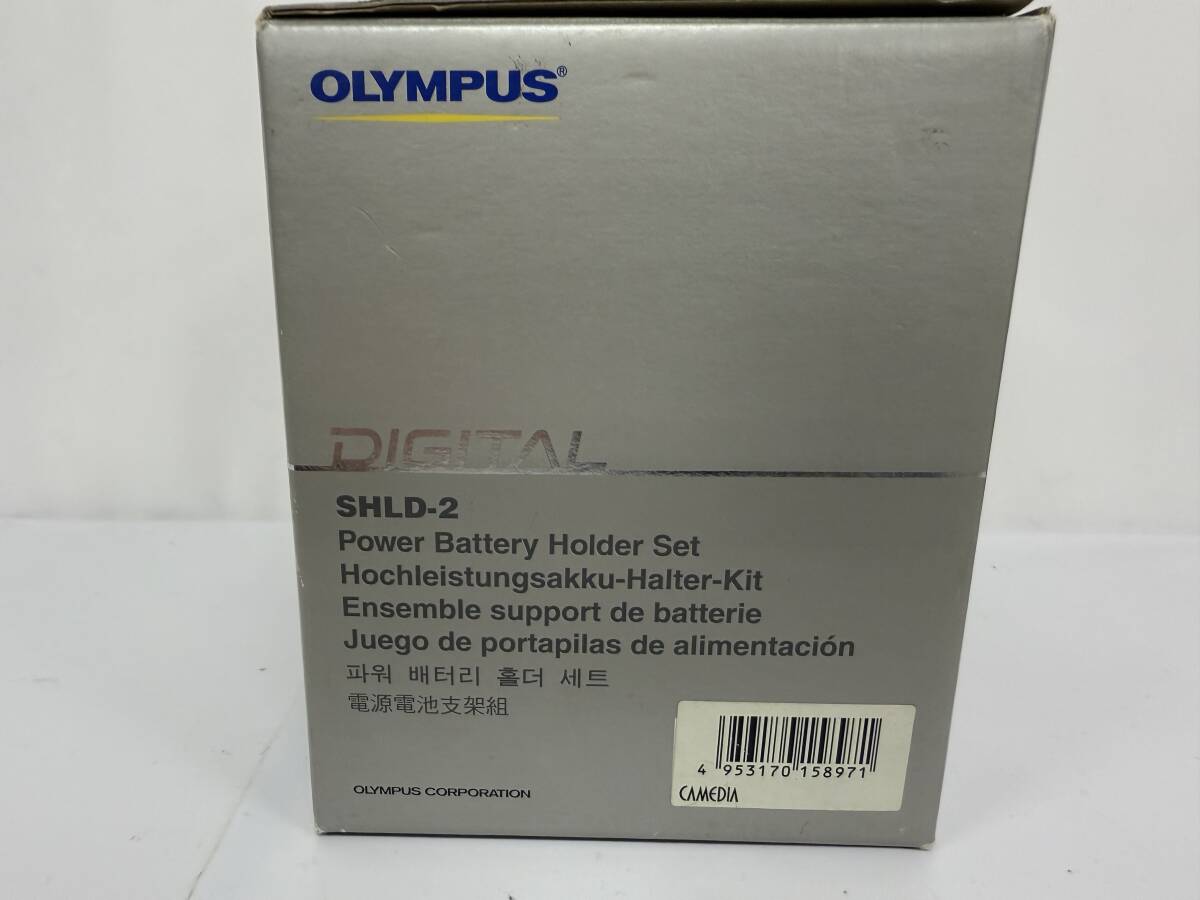 OLYMPUS®
DIGITAL
SHLD-2
Power Battery Holder Set
Hochleistungsakku-Halter-Kit
Ensemble support de batterie
Juego de portapilas de alimentación
파워 배터리 홀더 세트
電源電池支架組
4 953170 158971
CAMEDIA
OLYMPUS CORPORATION